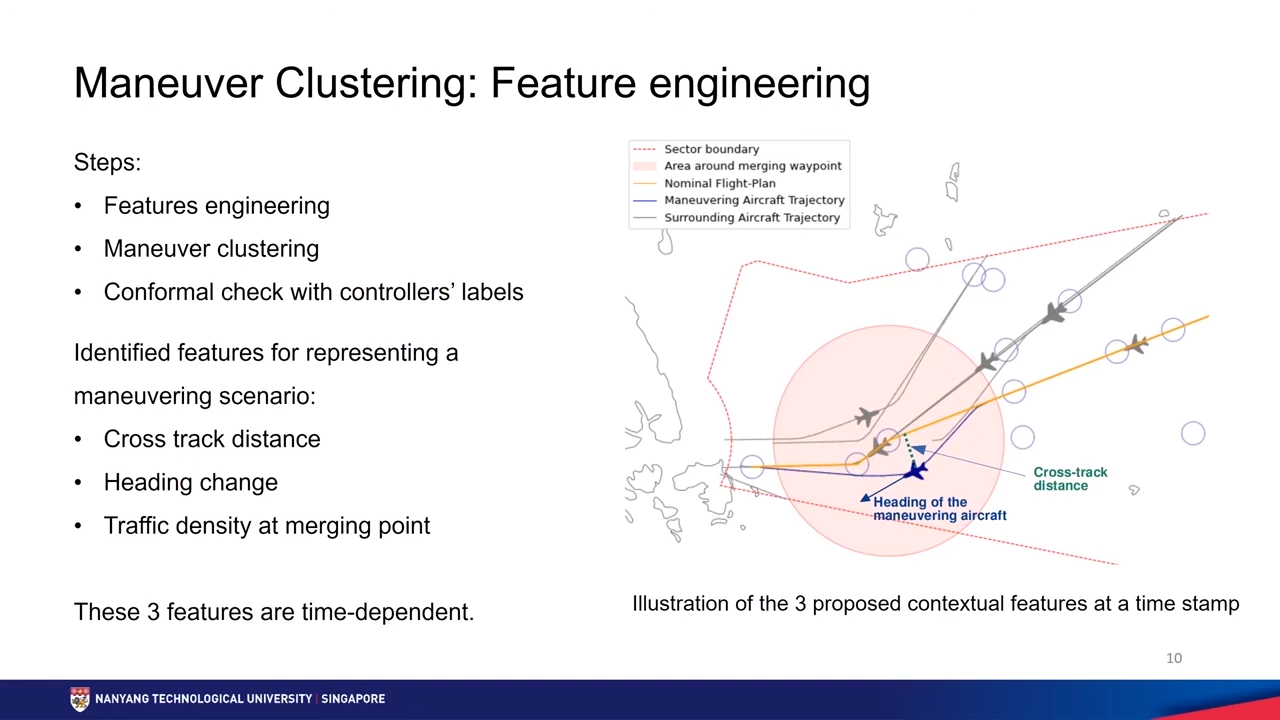 Maneuver Clustering: Feature engineering
Steps:
• Features engineering
• Maneuver clustering
• Conformal check with controllers’ labels
Identified features for representing a
maneuvering scenario:
• Cross track distance
• Heading change
• Traffic density at merging point
These 3 features are time-dependent.
Sector boundary
Area around merging waypoint
Nominal Flight-Plan
Maneuvering Aircraft Trajectory
Surrounding Aircraft Trajectory
Cross-track
distance
Heading of the
maneuvering aircraft
Illustration of the 3 proposed contextual features at a time stamp
10
NANYANG TECHNOLOGICAL UNIVERSITY | SINGAPORE